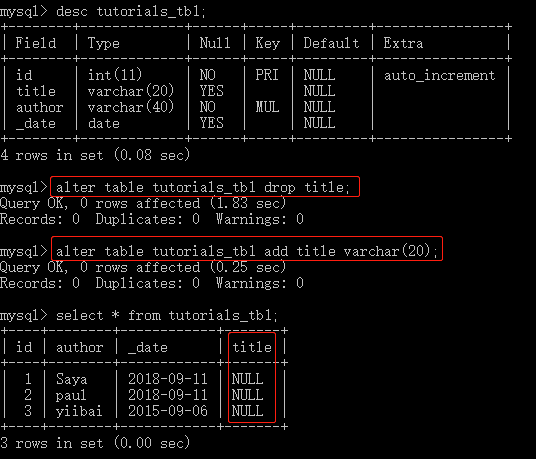 mysql> desc tutorials_tbl;
+--------+-------------+------+-----+---------+----------------+
| Field  | Type        | Null | Key | Default | Extra          |
+--------+-------------+------+-----+---------+----------------+
| id     | int(11)     | NO   | PRI | NULL    | auto_increment |
| title  | varchar(20) | YES  |     | NULL    |                |
| author | varchar(40) | NO   | MUL | NULL    |                |
| _date  | date        | YES  |     | NULL    |                |
+--------+-------------+------+-----+---------+----------------+
4 rows in set (0.08 sec)
mysql> alter table tutorials_tbl drop title;
Query OK, 0 rows affected (1.83 sec)
Records: 0  Duplicates: 0  Warnings: 0
mysql> alter table tutorials_tbl add title varchar(20);
Query OK, 0 rows affected (0.25 sec)
Records: 0  Duplicates: 0  Warnings: 0
mysql> select * from tutorials_tbl;
+----+--------+------------+-------+
| id | author | _date      | title |
+----+--------+------------+-------+
|  1 | Saya   | 2018-09-11 | NULL  |
|  2 | paul   | 2018-09-11 | NULL  |
|  3 | yiibai | 2015-09-06 | NULL  |
+----+--------+------------+-------+
3 rows in set (0.00 sec)